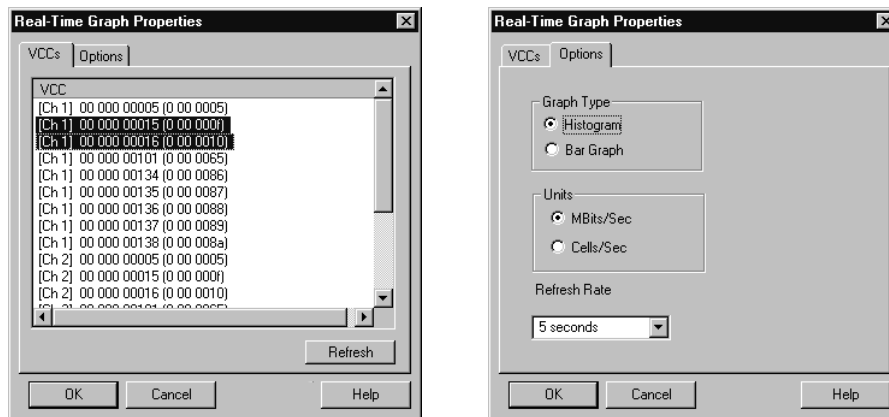 Real-Time Graph Properties
VCCs
Options
VCC
[Ch 1] 00 000 00005 (0 00 0005)
[Ch 1] 00 000 00015 (0 00 000f)
[Ch 1] 00 000 00016 (0 00 0010)
[Ch 1] 00 000 00101 (0 00 0065)
[Ch 1] 00 000 00134 (0 00 0086)
[Ch 1] 00 000 00135 (0 00 0087)
[Ch 1] 00 000 00136 (0 00 0088)
[Ch 1] 00 000 00137 (0 00 0089)
[Ch 1] 00 000 00138 (0 00 008a)
[Ch 2] 00 000 00005 (0 00 0005)
[Ch 2] 00 000 00015 (0 00 000f)
[Ch 2] 00 000 00016 (0 00 0010)
Refresh
OK
Cancel
Help
Real-Time Graph Properties
VCCs
Options
Graph Type
Histogram
Bar Graph
Units
MBits/Sec
Cells/Sec
Refresh Rate
5 seconds
OK
Cancel
Help